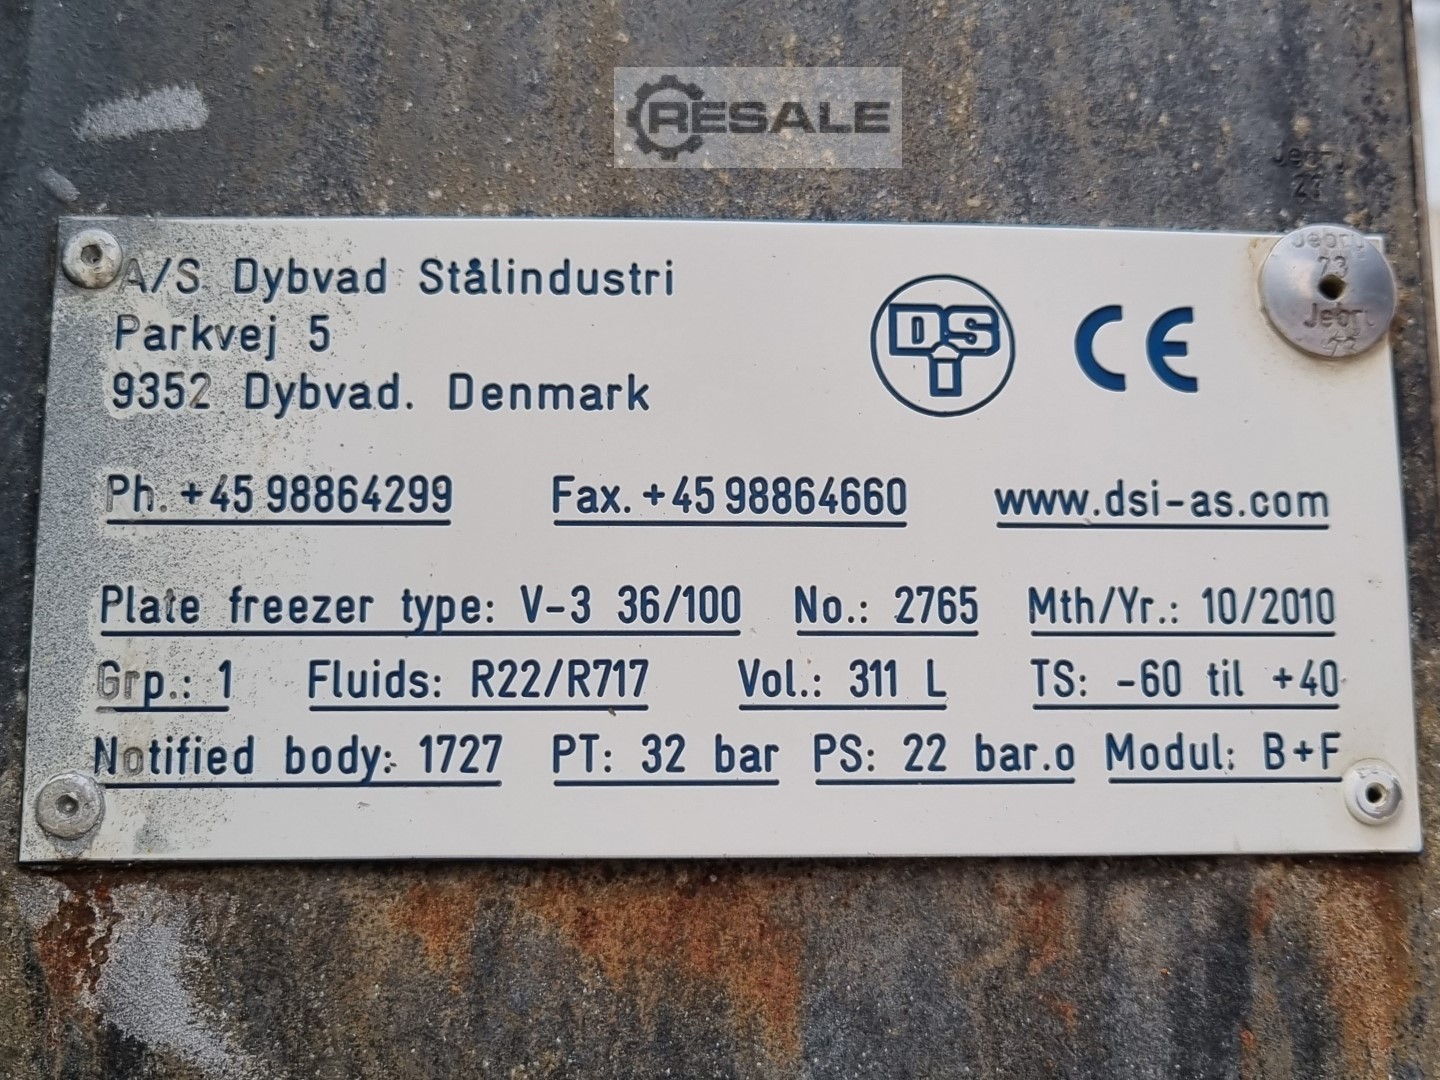 RESALE
A/S Dybvad Stålindustri
Parkvej 5
9352 Dybvad. Denmark
DS
CE
Ph. +45 98864299 Fax. +45 98864660 www.dsi-as.com
Plate freezer type: V-3 36/100 No.: 2765 Mth/Yr.: 10/2010
Grp.: 1 Fluids: R22/R717 Vol.: 311 L TS: -60 til +40
Notified body: 1727 PT: 32 bar PS: 22 bar.o Modul: B+F